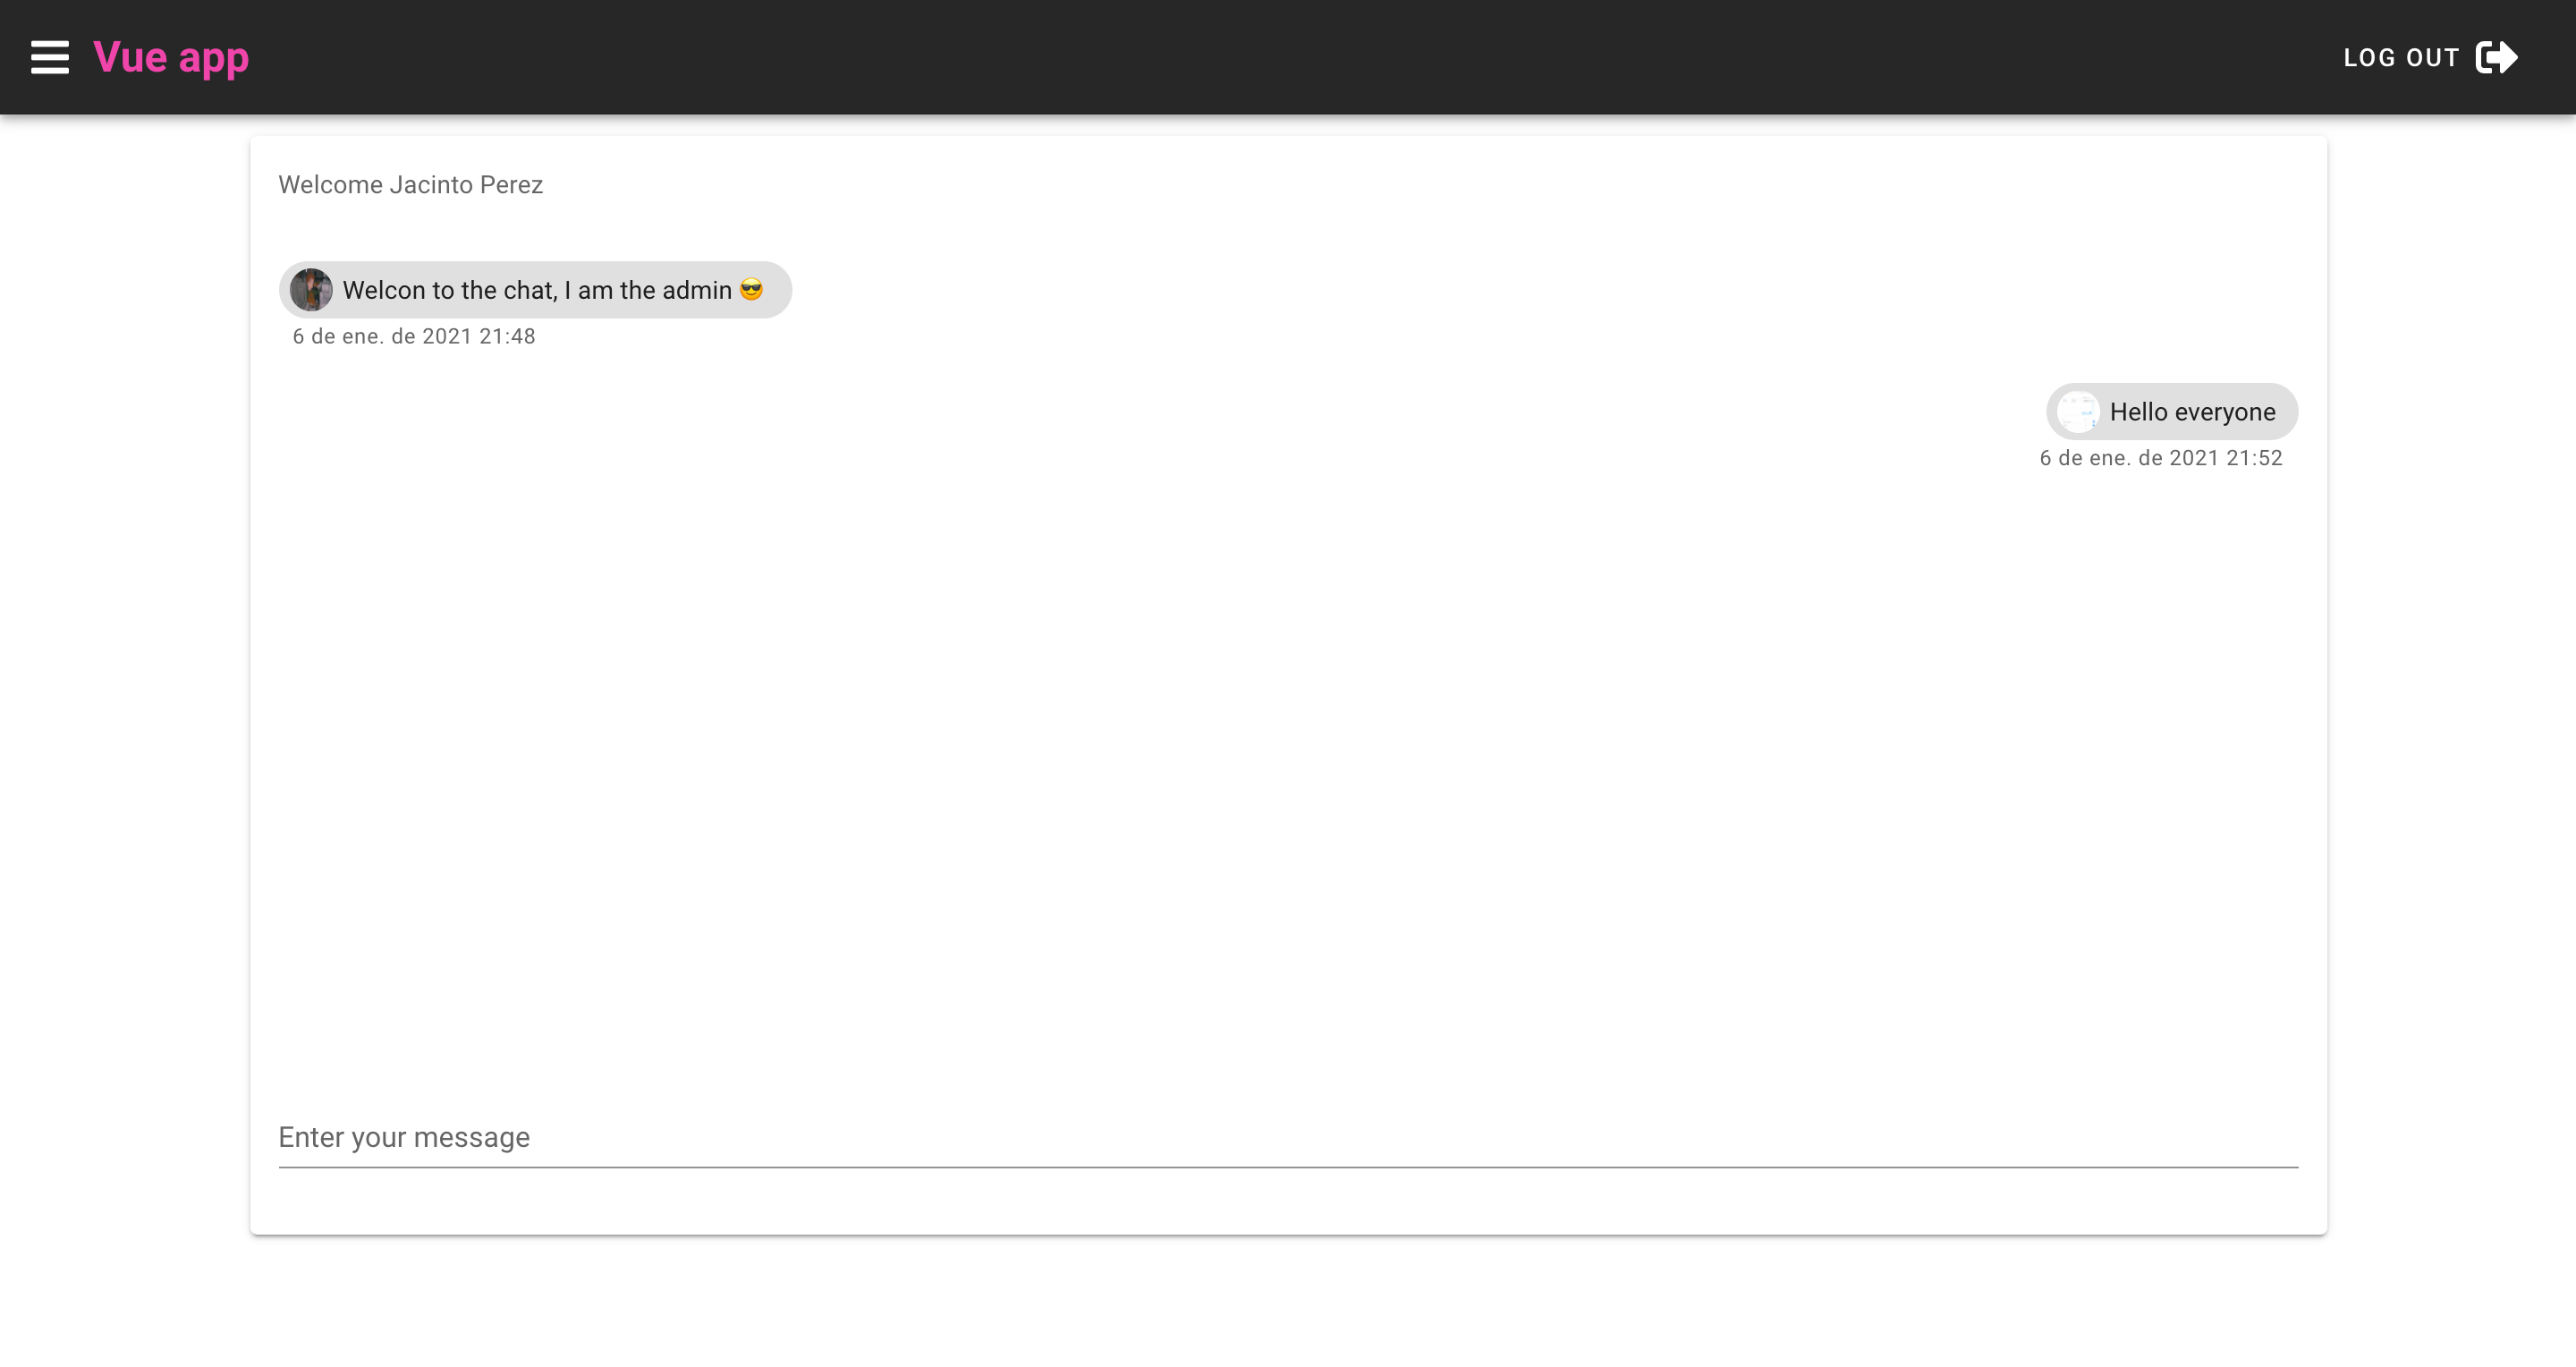 Vue app
LOG OUT
Welcome Jacinto Perez
Welcon to the chat, I am the admin 😎
6 de ene. de 2021 21:48
Hello everyone
6 de ene. de 2021 21:52
Enter your message